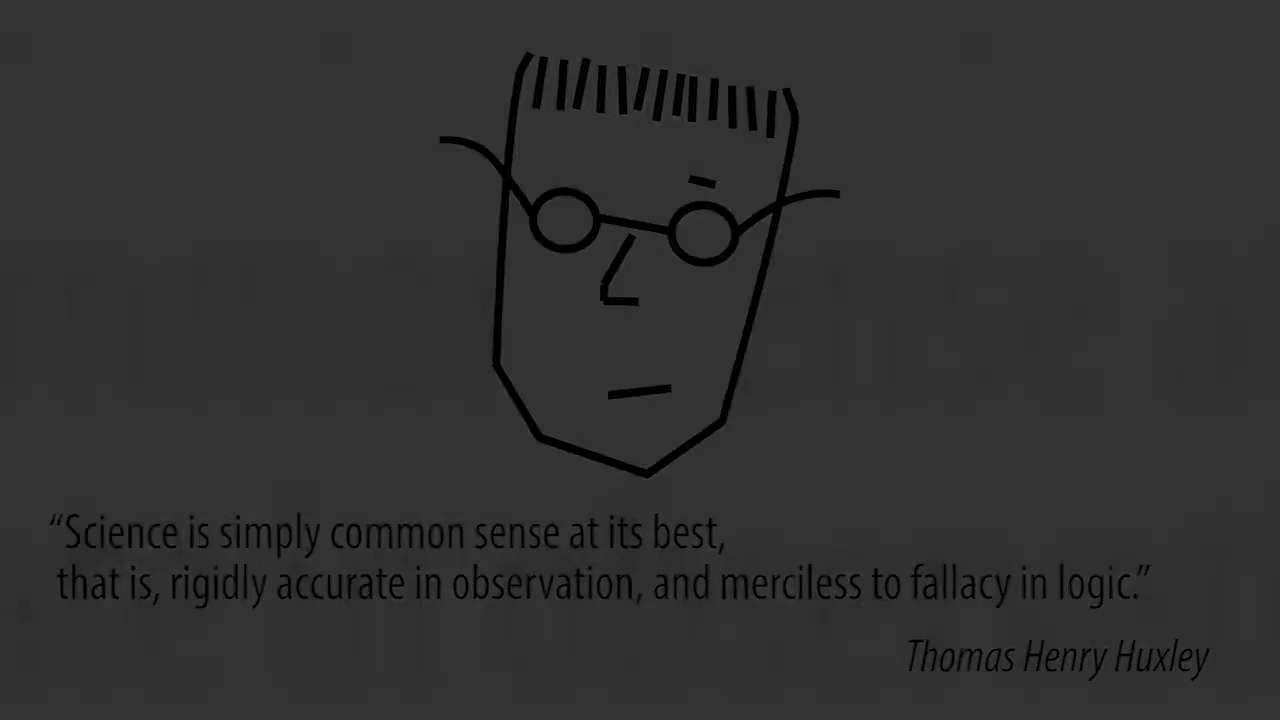 “Science is simply common sense at its best,
that is, rigidly accurate in observation, and merciless to fallacy in logic.”
Thomas Henry Huxley